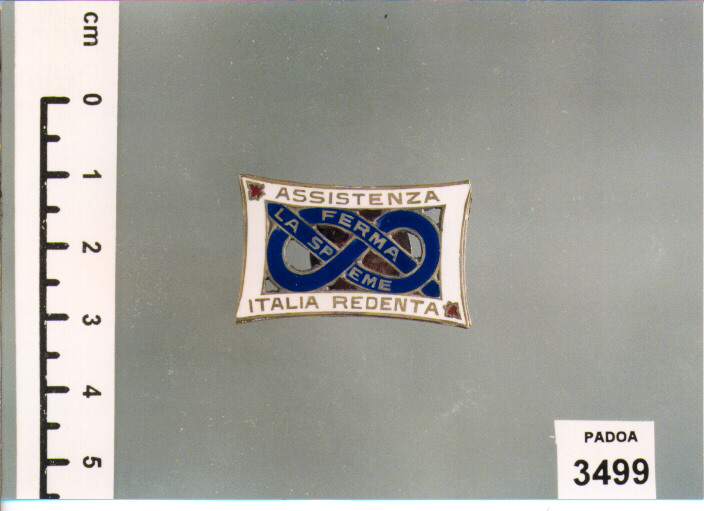 cm
0
1
2
3
4
5
ASSISTENZA
LA SPEME
FERMA
ITALIA REDENTA
PADOA
3499